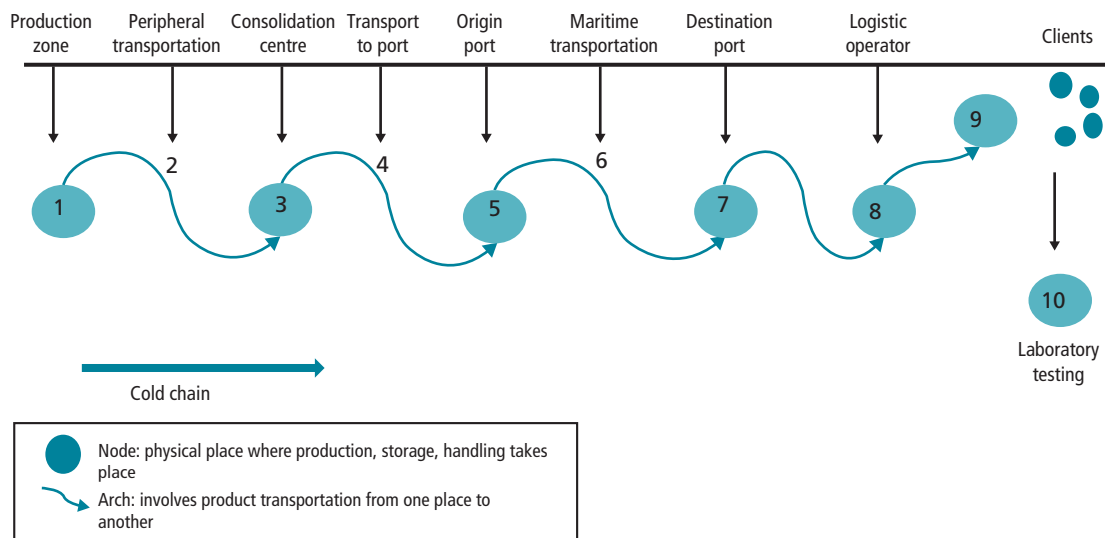 Production
zone
Peripheral
transportation
Consolidation
centre
Transport
to port
Origin
port
Maritime
transportation
Destination
port
Logistic
operator
Clients
1
2
3
4
5
6
7
8
9
10
Laboratory
testing
Cold chain
Node: physical place where production, storage, handling takes
place
Arch: involves product transportation from one place to
another